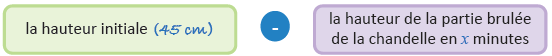 la hauteur initiale (45 cm)
-
la hauteur de la partie brulée
de la chandelle en x minutes